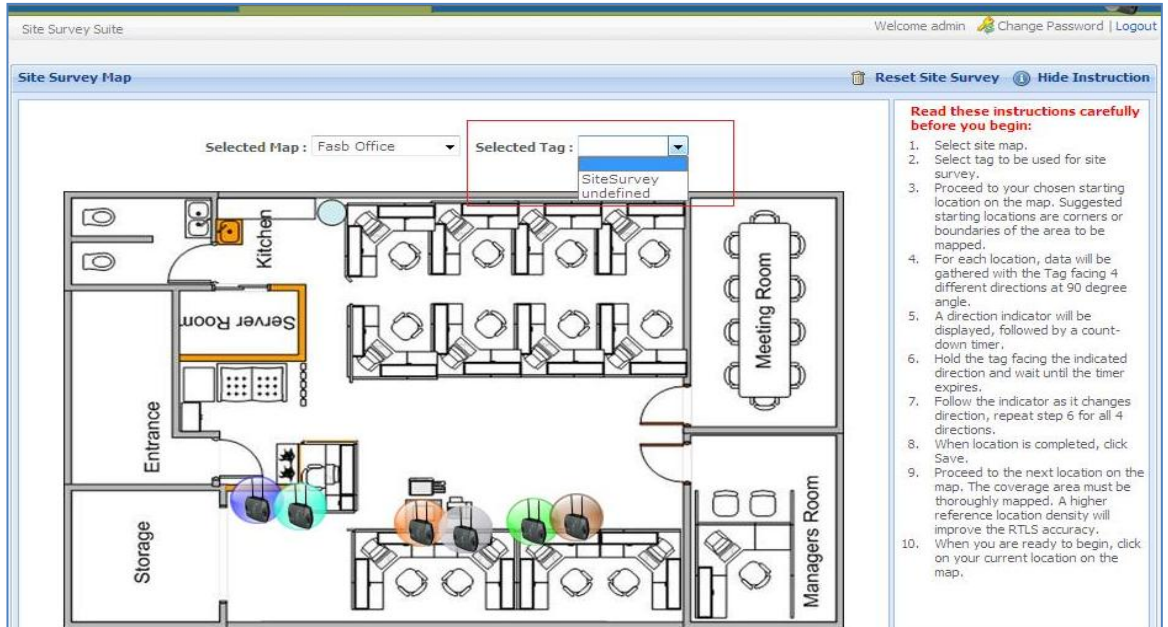 Site Survey Suite
Welcome admin Change Password | Logout
Site Survey Map
Reset Site Survey Hide Instruction
Selected Map : Fasb Office
Selected Tag :
SiteSurvey
undefined
Kitchen
Server Room
Meeting Room
Entrance
Storage
Managers Room
Read these instructions carefully
before you begin:
1. Select site map.
2. Select tag to be used for site
survey.
3. Proceed to your chosen starting
location on the map. Suggested
starting locations are corners or
boundaries of the area to be
mapped.
4. For each location, data will be
gathered with the Tag facing 4
different directions at 90 degree
angle.
5. A direction indicator will be
displayed, followed by a count-
down timer.
6. Hold the tag facing the indicated
direction and wait until the timer
expires.
7. Follow the indicator as it changes
direction, repeat step 6 for all 4
directions.
8. When location is completed, click
Save.
9. Proceed to the next location on the
map. The coverage area must be
thoroughly mapped. A higher
reference location density will
improve the RTLS accuracy.
10. When you are ready to begin, click
on your current location on the
map.